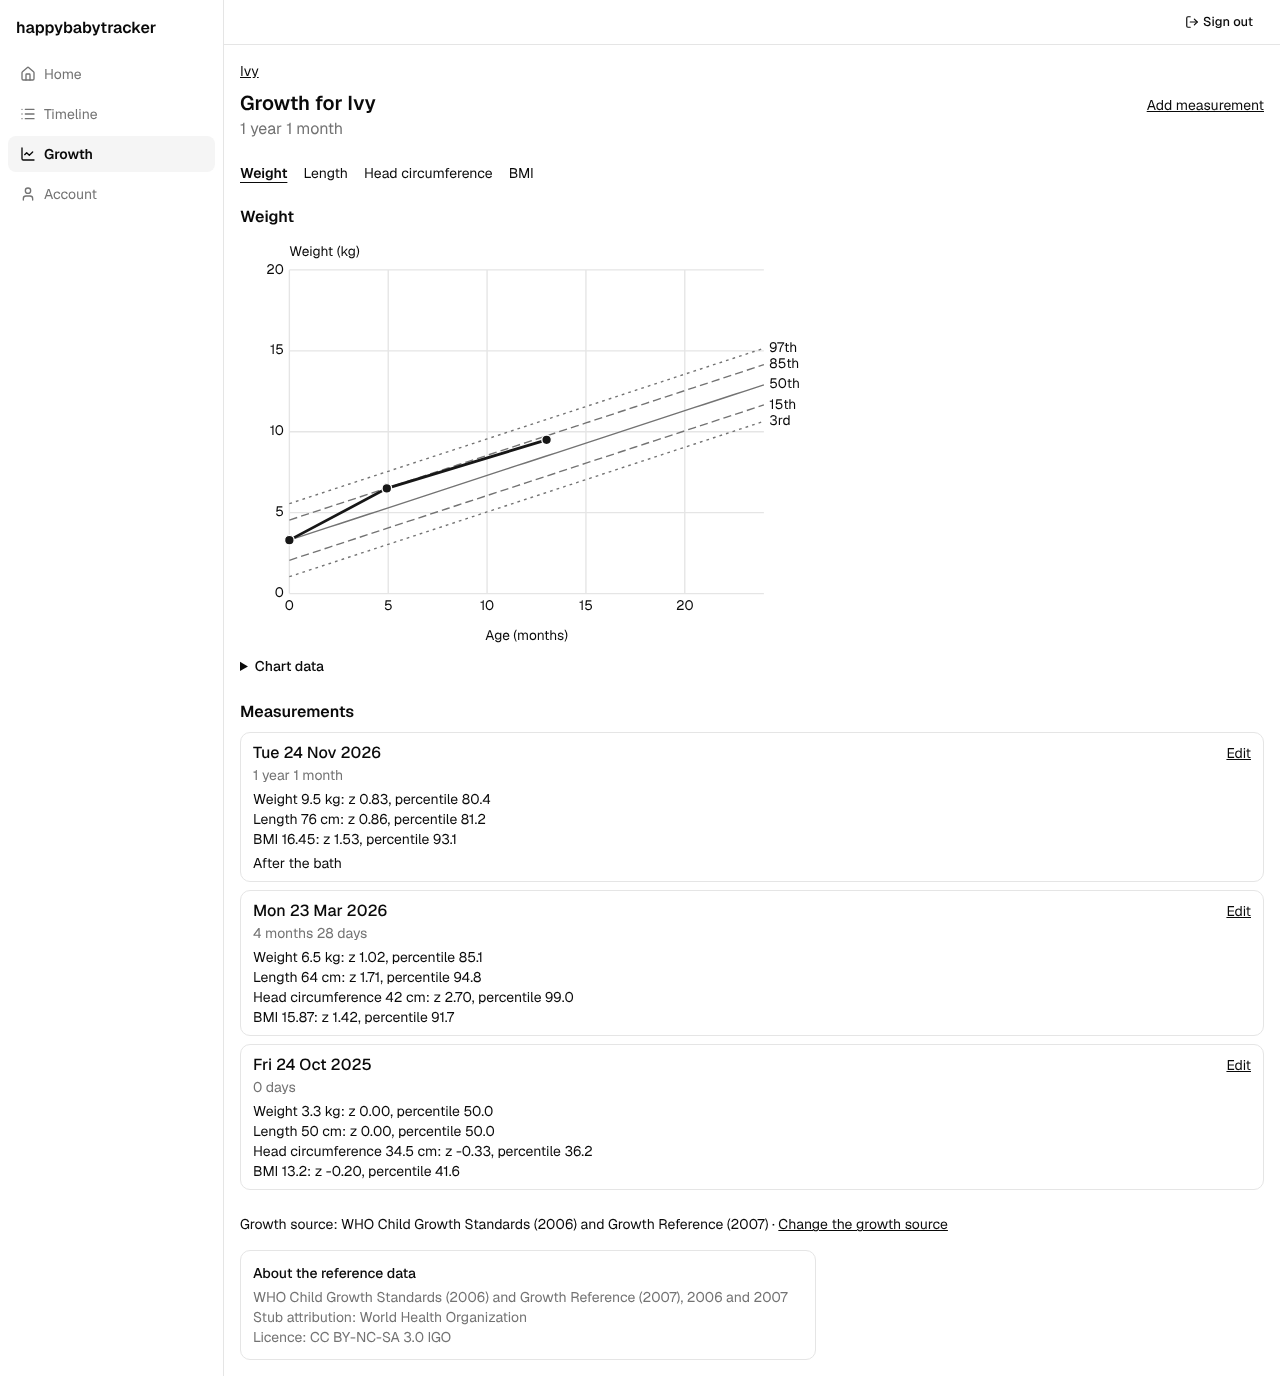 happybabytracker
Sign out
Home
Timeline
Growth
Account
Ivy
Growth for Ivy
Add measurement
1 year 1 month
Weight Length Head circumference BMI
Weight
Weight (kg)
20
15
10
5
0
97th
85th
50th
15th
3rd
0 5 10 15 20
Age (months)
Chart data
Measurements
Tue 24 Nov 2026
Edit
1 year 1 month
Weight 9.5 kg: z 0.83, percentile 80.4
Length 76 cm: z 0.86, percentile 81.2
BMI 16.45: z 1.53, percentile 93.1
After the bath
Mon 23 Mar 2026
Edit
4 months 28 days
Weight 6.5 kg: z 1.02, percentile 85.1
Length 64 cm: z 1.71, percentile 94.8
Head circumference 42 cm: z 2.70, percentile 99.0
BMI 15.87: z 1.42, percentile 91.7
Fri 24 Oct 2025
Edit
0 days
Weight 3.3 kg: z 0.00, percentile 50.0
Length 50 cm: z 0.00, percentile 50.0
Head circumference 34.5 cm: z -0.33, percentile 36.2
BMI 13.2: z -0.20, percentile 41.6
Growth source: WHO Child Growth Standards (2006) and Growth Reference (2007) · Change the growth source
About the reference data
WHO Child Growth Standards (2006) and Growth Reference (2007), 2006 and 2007
Stub attribution: World Health Organization
Licence: CC BY-NC-SA 3.0 IGO